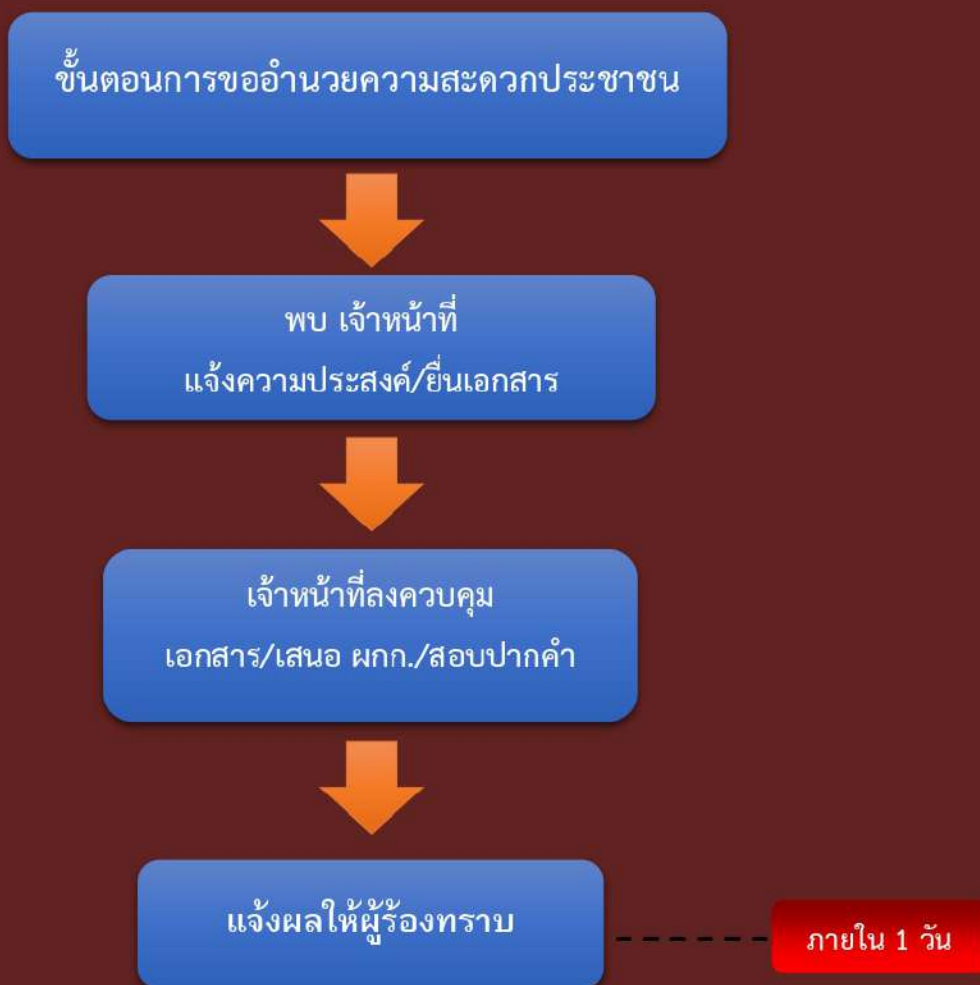 ขั้นตอนการขออำนวยความสะดวกประชาชน
พบ เจ้าหน้าที่
แจ้งความประสงค์/ยื่นเอกสาร
เจ้าหน้าที่ลงควบคุม
เอกสาร/เสนอ ผกก./สอบปากคำ
แจ้งผลให้ผู้ร้องทราบ
ภายใน 1 วัน